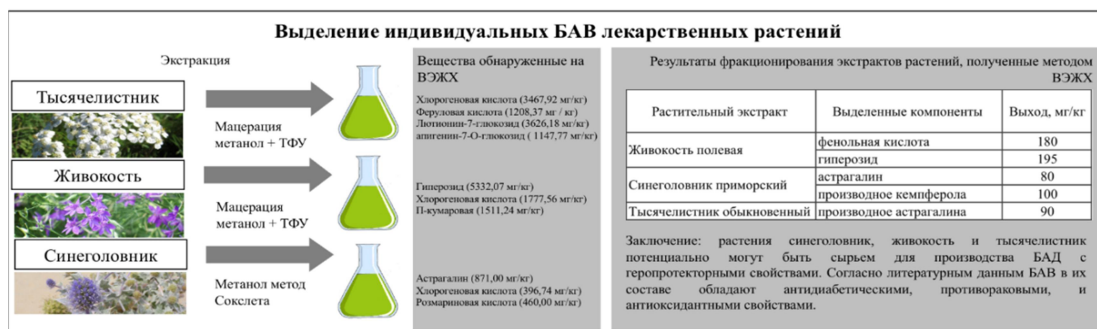 Выделение индивидуальных БАВ лекарственных растений
Экстракция
Тысячелистник
Мацерация
метанол + ТФУ
Живокость
Мацерация
метанол + ТФУ
Синеголовник
Метанол метод
Сокслета
Вещества обнаруженные на
ВЭЖХ
Хлорогеновая кислота (3467,92 мг/кг)
Феруловая кислота (1208,37 мг / кг)
Лютионин-7-глюкозид (3626,18 мг/кг)
апигенин-7-О-глюкозид ( 1147,77 мг/кг)
Гиперозид (5332,07 мг/кг)
Хлорогеновая кислота (1777,56 мг/кг)
П-кумаровая (1511,24 мг/кг)
Астрагалин (871,00 мг/кг)
Хлорогеновая кислота (396,74 мг/кг)
Розмариновая кислота (460,00 мг/кг)
Результаты фракционирования экстрактов растений, полученные методом
ВЭЖХ
Растительный экстракт Выделенные компоненты Выход, мг/кг
Живокость полевая фенольная кислота 180
гиперозид 195
Синеголовник приморский астрагалин 80
производное кемпферола 100
Тысячелистник обыкновенный производное астрагалина 90
Заключение: растения синеголовник, живокость и тысячелистник
потенциально могут быть сырьем для производства БАД с
геропротекторными свойствами. Согласно литературным данным БАВ в их
составе обладают антидиабетическими, противораковыми, и
антиоксидантными свойствами.